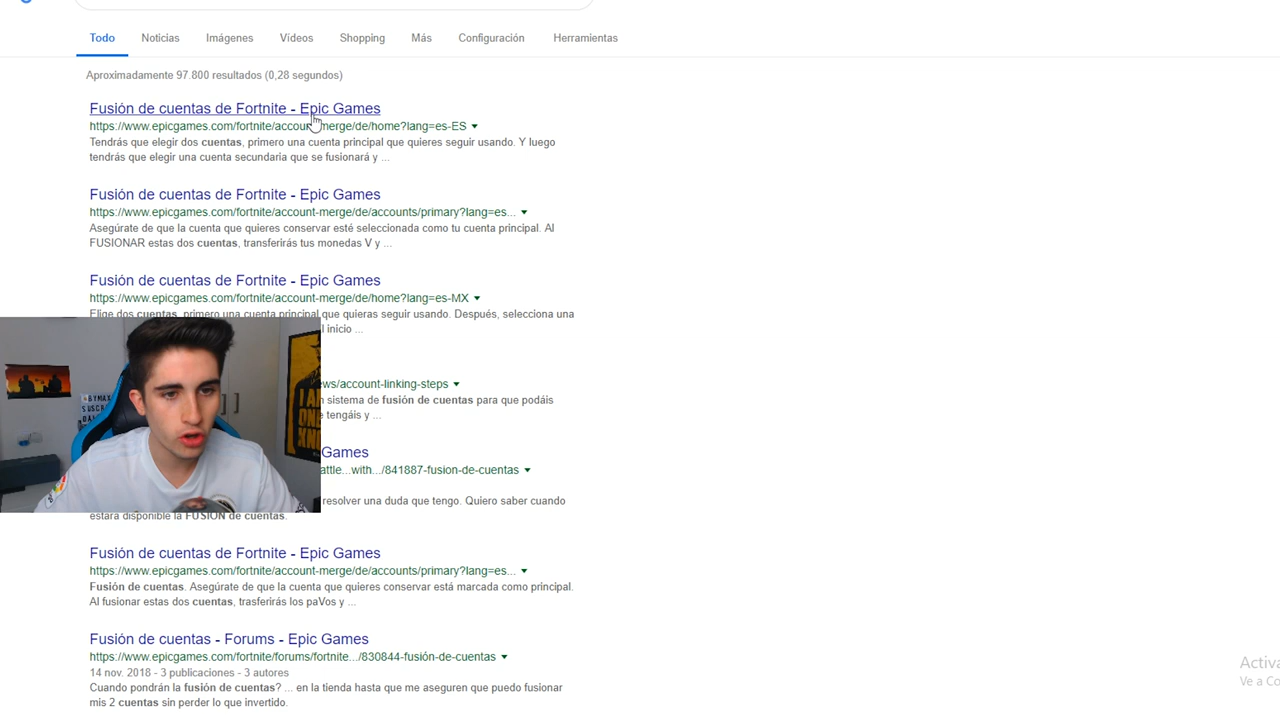 Todo Noticias Imágenes Vídeos Shopping Más Configuración Herramientas
Aproximadamente 97.800 resultados (0,28 segundos)
Fusión de cuentas de Fortnite - Epic Games
https://www.epicgames.com/fortnite/account-merge/de/home?lang=es-ES
Tendrás que elegir dos cuentas, primero una cuenta principal que quieres seguir usando. Y luego
tendrás que elegir una cuenta secundaria que se fusionará y ...
Fusión de cuentas de Fortnite - Epic Games
https://www.epicgames.com/fortnite/account-merge/de/accounts/primary?lang=es...
Asegúrate de que la cuenta que quieres conservar esté seleccionada como tu cuenta principal. Al
FUSIONAR estas dos cuentas, transferirás tus monedas V y ...
Fusión de cuentas de Fortnite - Epic Games
https://www.epicgames.com/fortnite/account-merge/de/home?lang=es-MX
Elige dos cuentas, primero una cuenta principal que quieras seguir usando. Después, selecciona una
l inicio ...
ws/account-linking-steps
n sistema de fusión de cuentas para que podáis
e tengáis y ...
Games
attle...with.../841887-fusion-de-cuentas
resolver una duda que tengo. Quiero saber cuando
estará disponible la FUSION de cuentas.
Fusión de cuentas de Fortnite - Epic Games
https://www.epicgames.com/fortnite/account-merge/de/accounts/primary?lang=es...
Fusión de cuentas. Asegúrate de que la cuenta que quieres conservar está marcada como principal.
Al fusionar estas dos cuentas, trasferirás los paVos y ...
Fusión de cuentas - Forums - Epic Games
https://www.epicgames.com/fortnite/forums/fortnite.../830844-fusión-de-cuentas
14 nov. 2018 - 3 publicaciones - 3 autores
Cuando pondrán la fusión de cuentas? ... en la tienda hasta que me aseguren que puedo fusionar
mis 2 cuentas sin perder lo que invertido.
Activa
Ve a Co
BYMAX
SUSCR
I AM
ONE
KNO